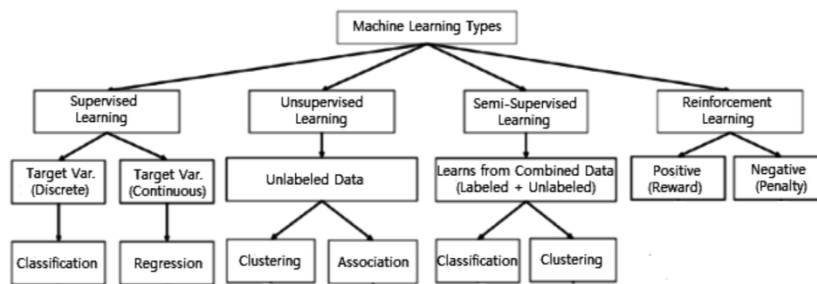 Machine Learning Types
Supervised
Learning
Unsupervised
Learning
Semi-Supervised
Learning
Reinforcement
Learning
Target Var.
(Discrete)
Target Var.
(Continuous)
Unlabeled Data
Learns from Combined Data
(Labeled + Unlabeled)
Positive
(Reward)
Negative
(Penalty)
Classification
Regression
Clustering
Association
Classification
Clustering